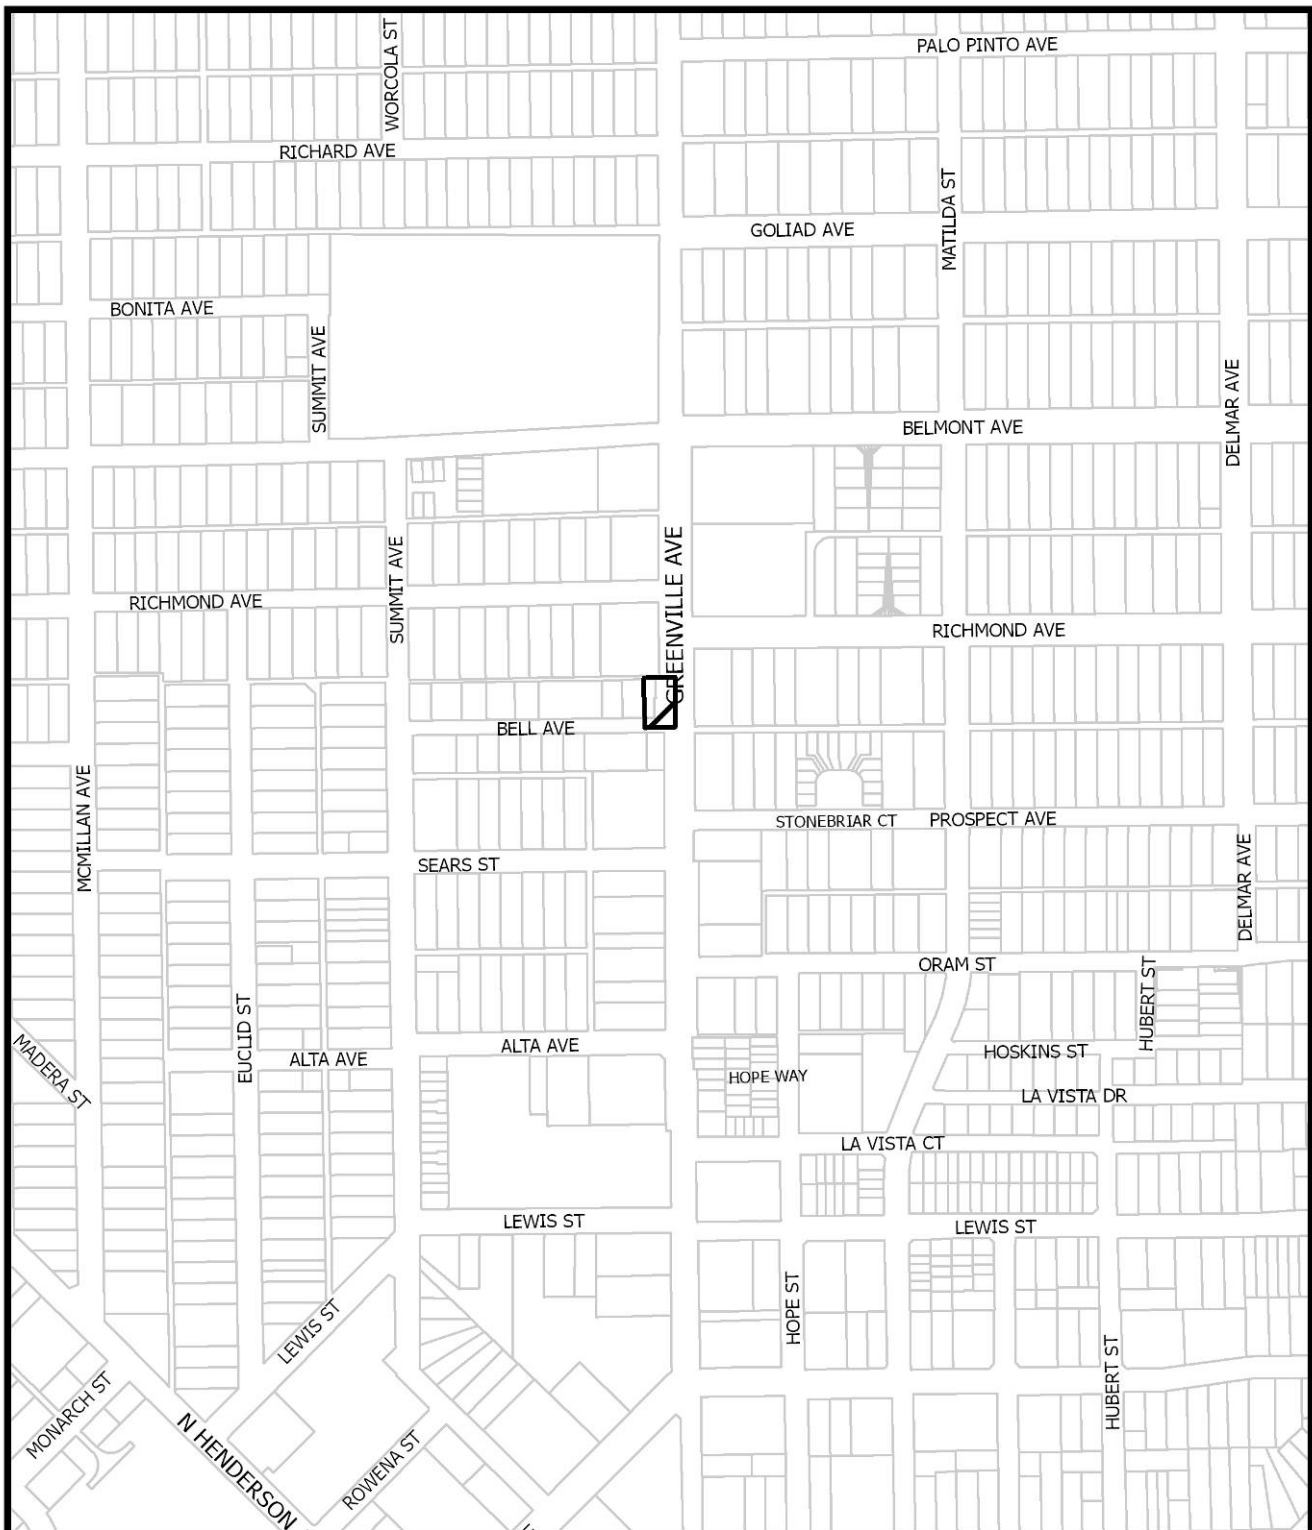 WORCOLA ST
PALO PINTO AVE
RICHARD AVE
MATILDA ST
GOLIAD AVE
BONITA AVE
SUMMIT AVE
DELMAR AVE
BELMONT AVE
GREENVILLE AVE
SUMMIT AVE
RICHMOND AVE
RICHMOND AVE
BELL AVE
MCMILLAN AVE
STONEBRIAR CT
PROSPECT AVE
DELMAR AVE
SEARS ST
ORAM ST
HUBERT ST
EUCLID ST
MADERA ST
ALTA AVE
ALTA AVE
HOSKINS ST
HOPE WAY
LA VISTA DR
LA VISTA CT
LEWIS ST
LEWIS ST
HOPE ST
LEWIS ST
HUBERT ST
MONARCH ST
N HENDERSON
ROWENA ST